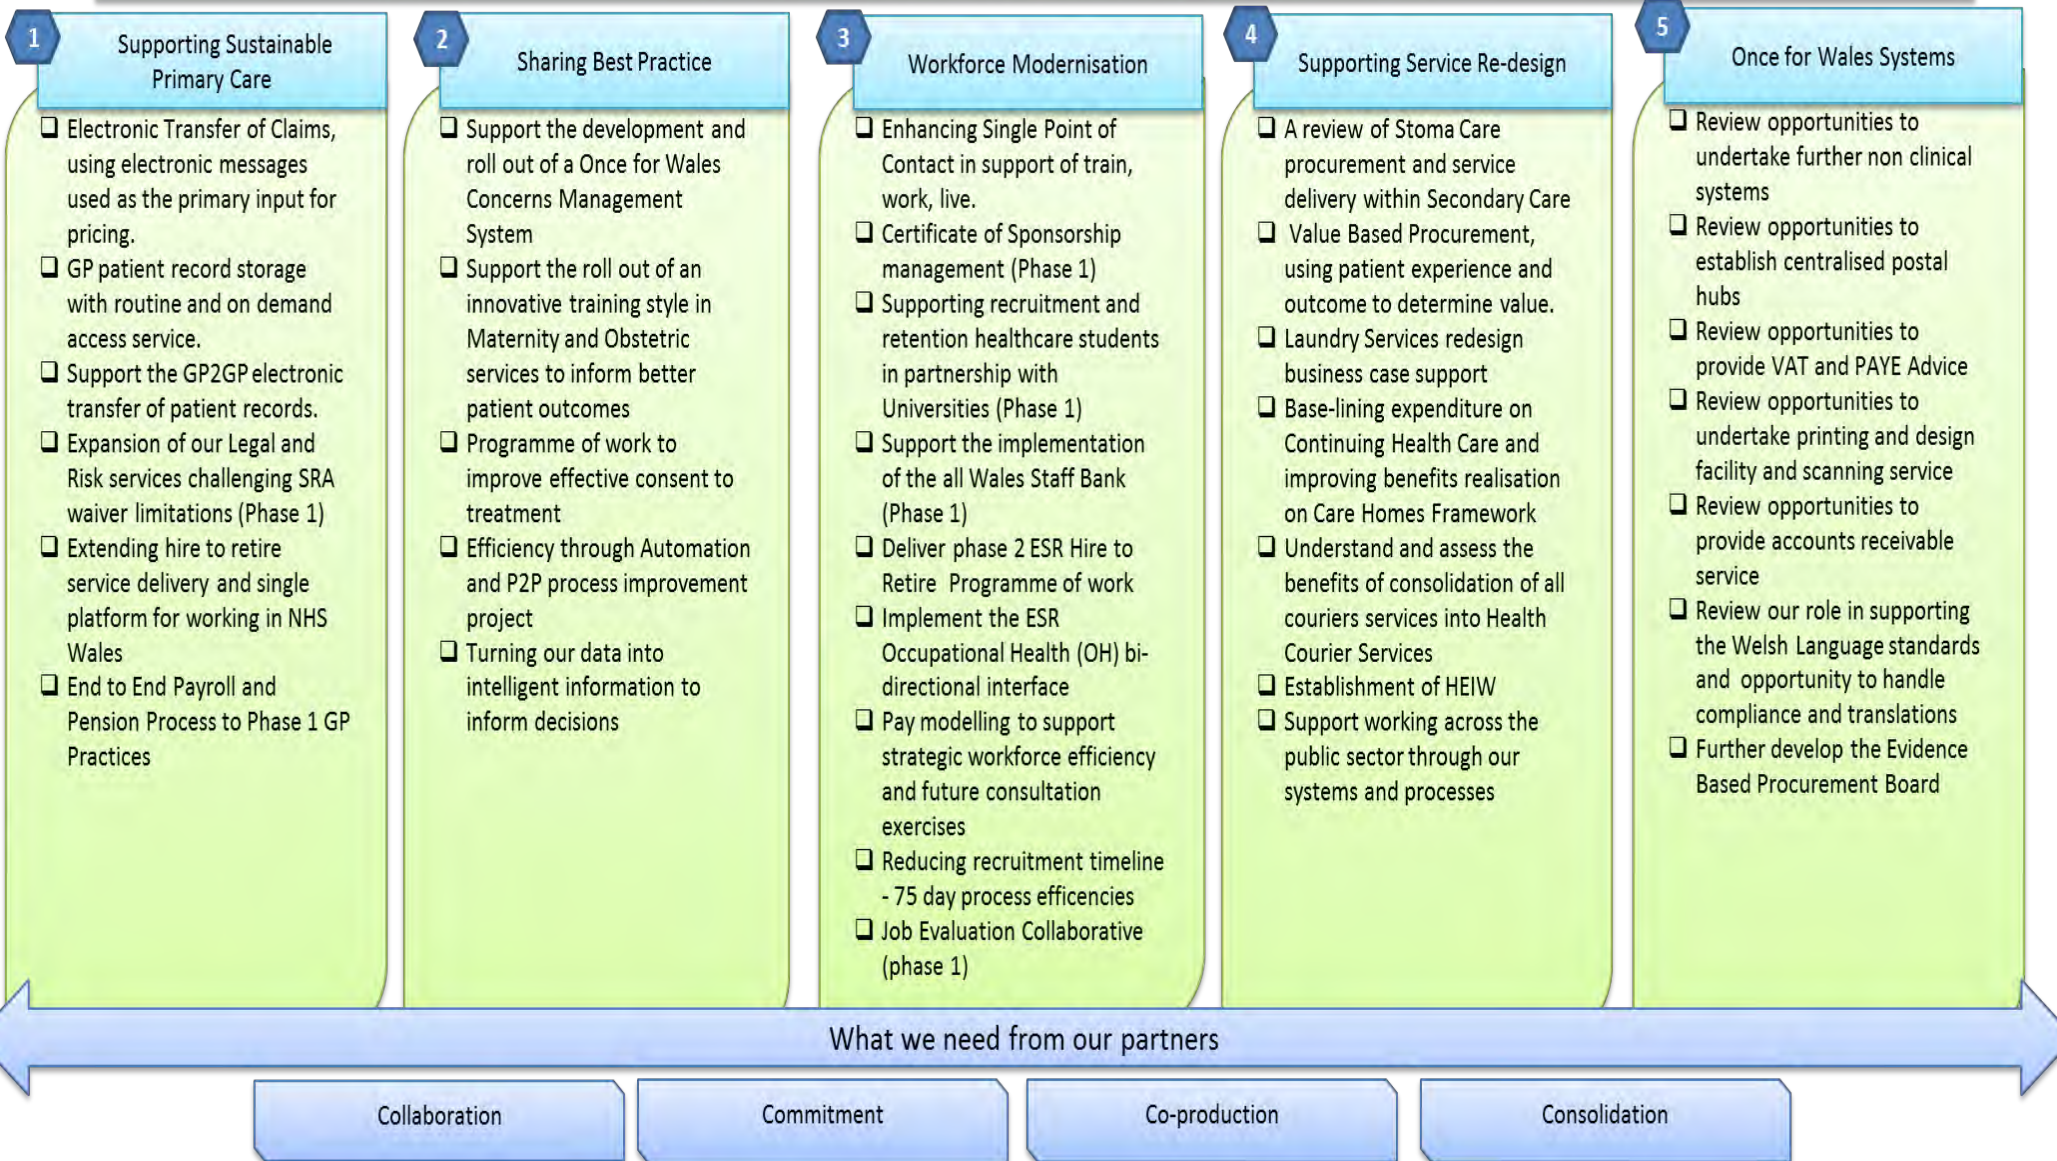 1
Supporting Sustainable
Primary Care
❑ Electronic Transfer of Claims,
using electronic messages
used as the primary input for
pricing.
❑ GP patient record storage
with routine and on demand
access service.
❑ Support the GP2GP electronic
transfer of patient records.
❑ Expansion of our Legal and
Risk services challenging SRA
waiver limitations (Phase 1)
❑ Extending hire to retire
service delivery and single
platform for working in NHS
Wales
❑ End to End Payroll and
Pension Process to Phase 1 GP
Practices
2
Sharing Best Practice
❑ Support the development and
roll out of a Once for Wales
Concerns Management
System
❑ Support the roll out of an
innovative training style in
Maternity and Obstetric
services to inform better
patient outcomes
❑ Programme of work to
improve effective consent to
treatment
❑ Efficiency through Automation
and P2P process improvement
project
❑ Turning our data into
intelligent information to
inform decisions
3
Workforce Modernisation
❑ Enhancing Single Point of
Contact in support of train,
work, live.
❑ Certificate of Sponsorship
management (Phase 1)
❑ Supporting recruitment and
retention healthcare students
in partnership with
Universities (Phase 1)
❑ Support the implementation
of the all Wales Staff Bank
(Phase 1)
❑ Deliver phase 2 ESR Hire to
Retire Programme of work
❑ Implement the ESR
Occupational Health (OH) bi-
directional interface
❑ Pay modelling to support
strategic workforce efficiency
and future consultation
exercises
❑ Reducing recruitment timeline
- 75 day process efficencies
❑ Job Evaluation Collaborative
(phase 1)
4
Supporting Service Re-design
❑ A review of Stoma Care
procurement and service
delivery within Secondary Care
❑ Value Based Procurement,
using patient experience and
outcome to determine value.
❑ Laundry Services redesign
business case support
❑ Base-lining expenditure on
Continuing Health Care and
improving benefits realisation
on Care Homes Framework
❑ Understand and assess the
benefits of consolidation of all
couriers services into Health
Courier Services
❑ Establishment of HEIW
❑ Support working across the
public sector through our
systems and processes
5
Once for Wales Systems
❑ Review opportunities to
undertake further non clinical
systems
❑ Review opportunities to
establish centralised postal
hubs
❑ Review opportunities to
provide VAT and PAYE Advice
❑ Review opportunities to
undertake printing and design
facility and scanning service
❑ Review opportunities to
provide accounts receivable
service
❑ Review our role in supporting
the Welsh Language standards
and opportunity to handle
compliance and translations
❑ Further develop the Evidence
Based Procurement Board
What we need from our partners
Collaboration
Commitment
Co-production
Consolidation